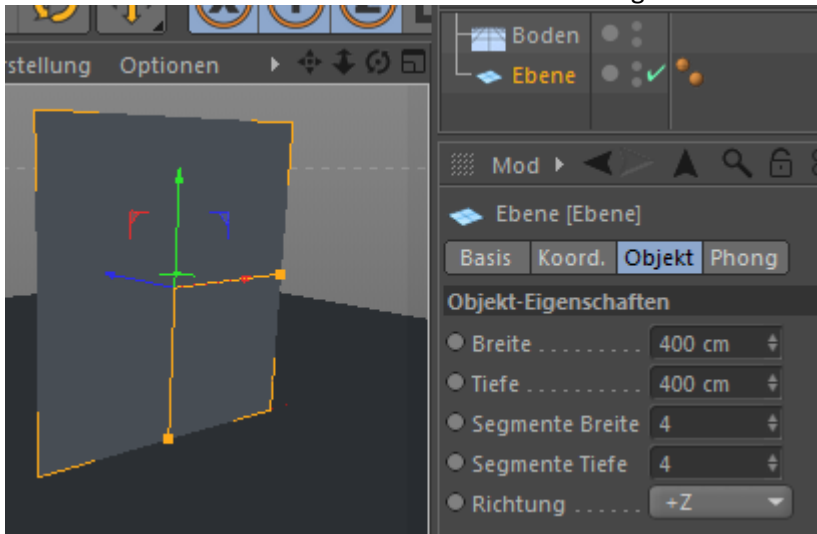 X Y Z
rstellung Optionen
Boden
Ebene
Mod
Ebene [Ebene]
Basis Koord. Objekt Phong
Objekt-Eigenschaften
Breite . . . . . . . . . 400 cm
Tiefe . . . . . . . . . . 400 cm
Segmente Breite 4
Segmente Tiefe 4
Richtung . . . . . . +Z